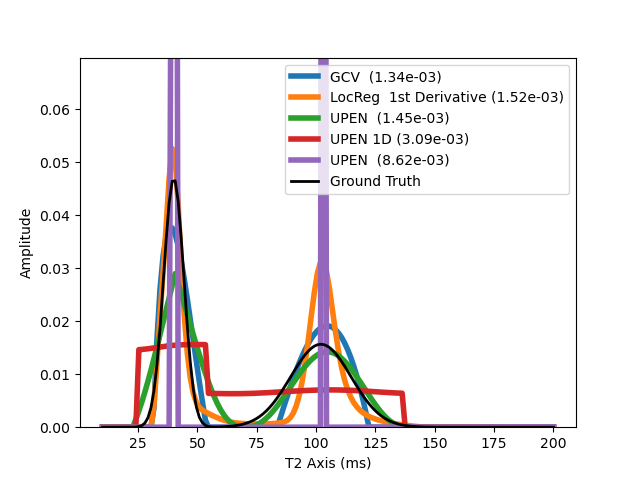 GCV  (1.34e-03)
LocReg  1st Derivative (1.52e-03)
UPEN  (1.45e-03)
UPEN 1D (3.09e-03)
UPEN  (8.62e-03)
Ground Truth
0.06
0.05
0.04
0.03
0.02
0.01
0.00
Amplitude
25 50 75 100 125 150 175 200
T2 Axis (ms)